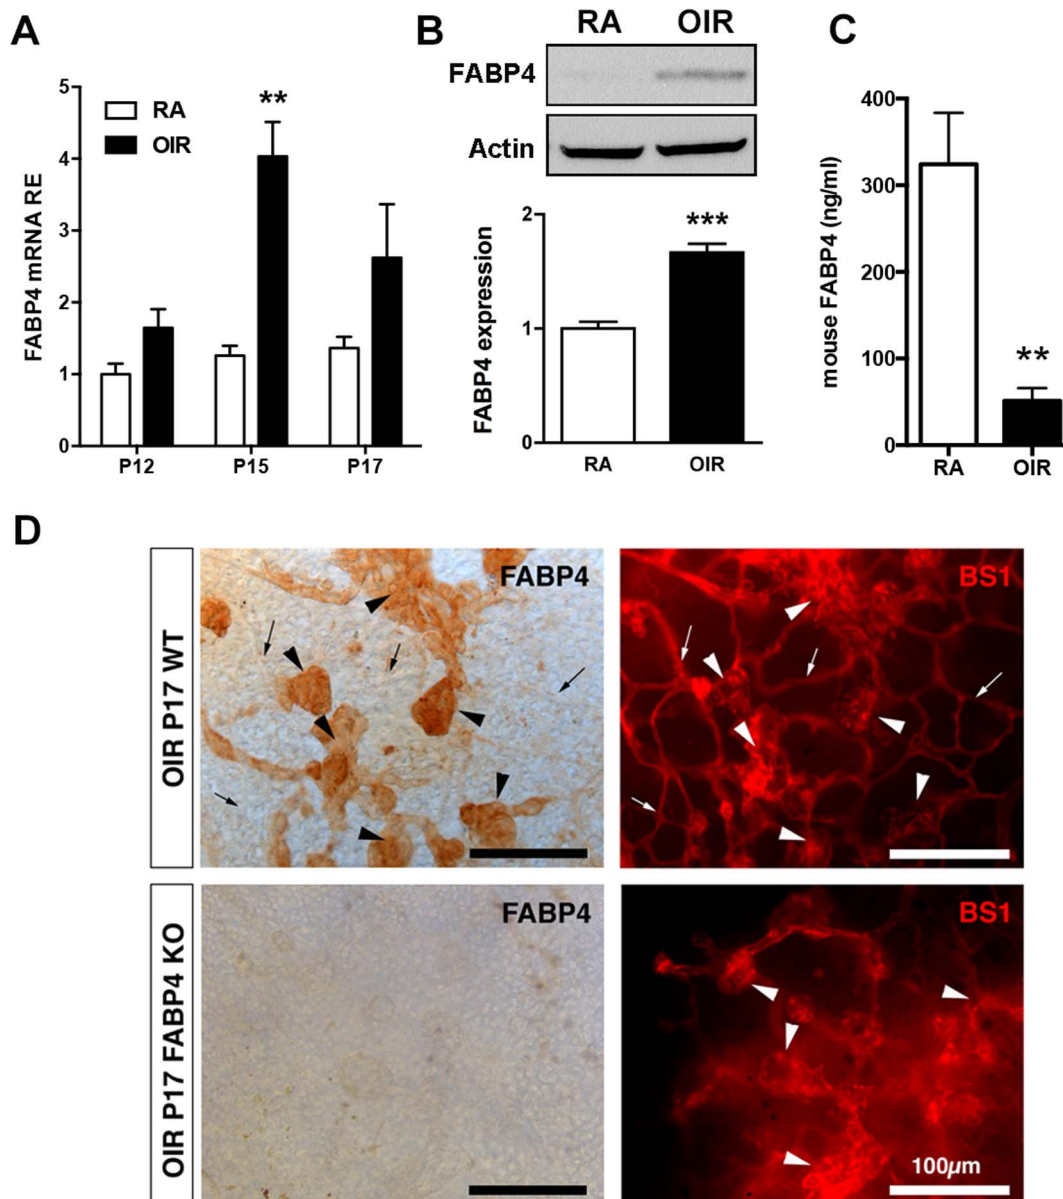 A
FABP4 mRNA RE
5
4
3
2
1
0
RA
OIR
**
P12
P15
P17
B
RA OIR
FABP4
Actin
FABP4 expression
2
1
0
***
RA
OIR
C
mouse FABP4 (ng/ml)
400
300
200
100
0
**
RA
OIR
D
OIR P17 WT
FABP4
BS1
OIR P17 FABP4 KO
FABP4
BS1
100µm